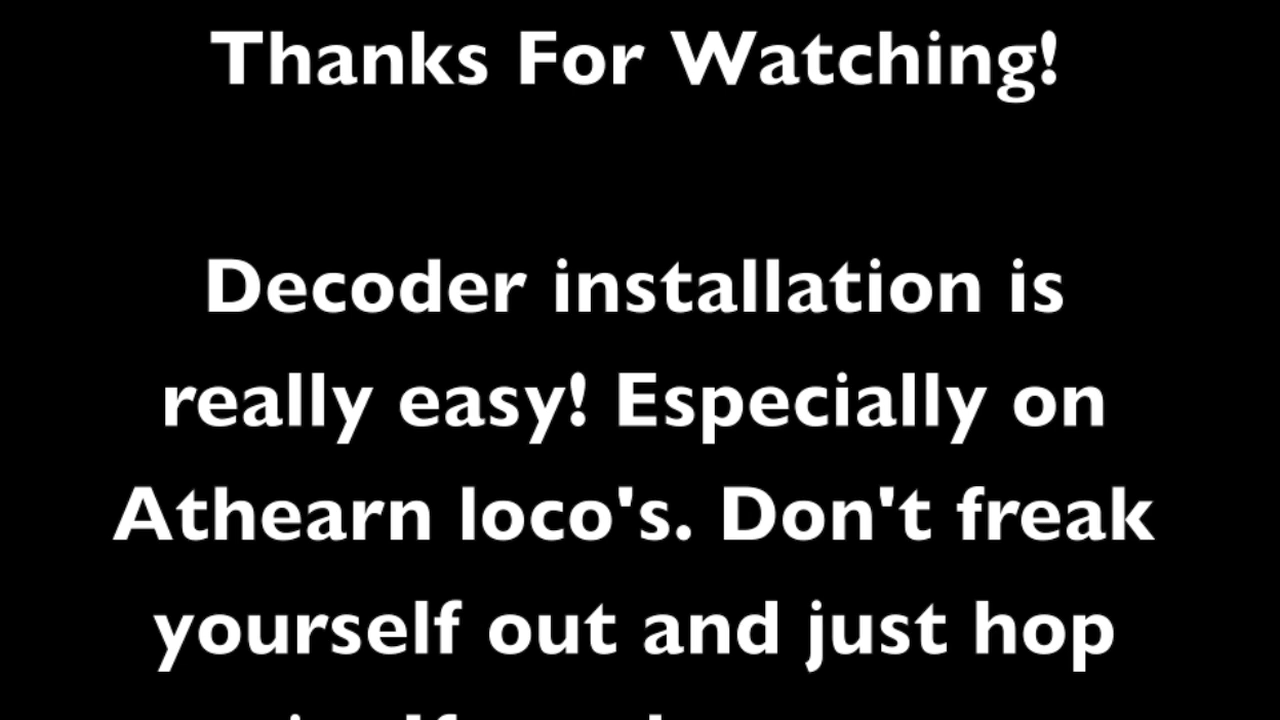 Thanks For Watching!
Decoder installation is
really easy! Especially on
Athearn loco's. Don't freak
yourself out and just hop